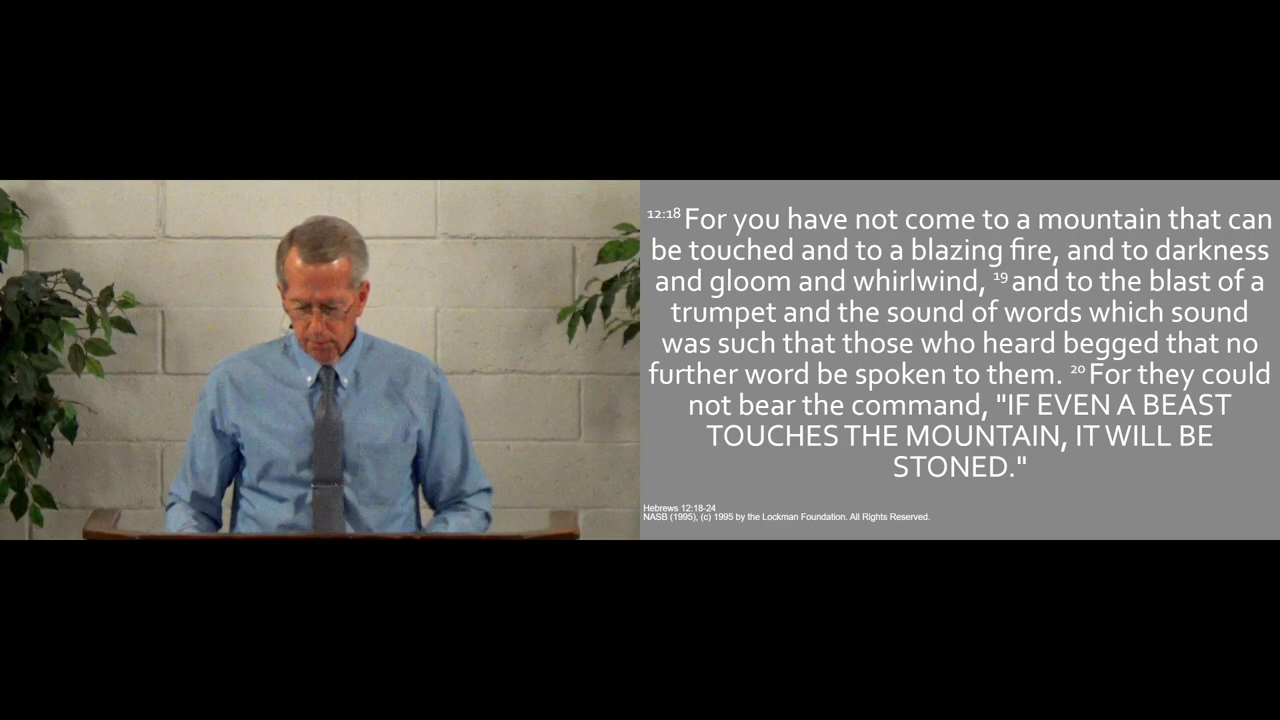 12:18 For you have not come to a mountain that can
be touched and to a blazing fire, and to darkness
and gloom and whirlwind, 19 and to the blast of a
trumpet and the sound of words which sound
was such that those who heard begged that no
further word be spoken to them. 20 For they could
not bear the command, "IF EVEN A BEAST
TOUCHES THE MOUNTAIN, IT WILL BE
STONED."
Hebrews 12:18-24
NASB (1995), (c) 1995 by the Lockman Foundation. All Rights Reserved.